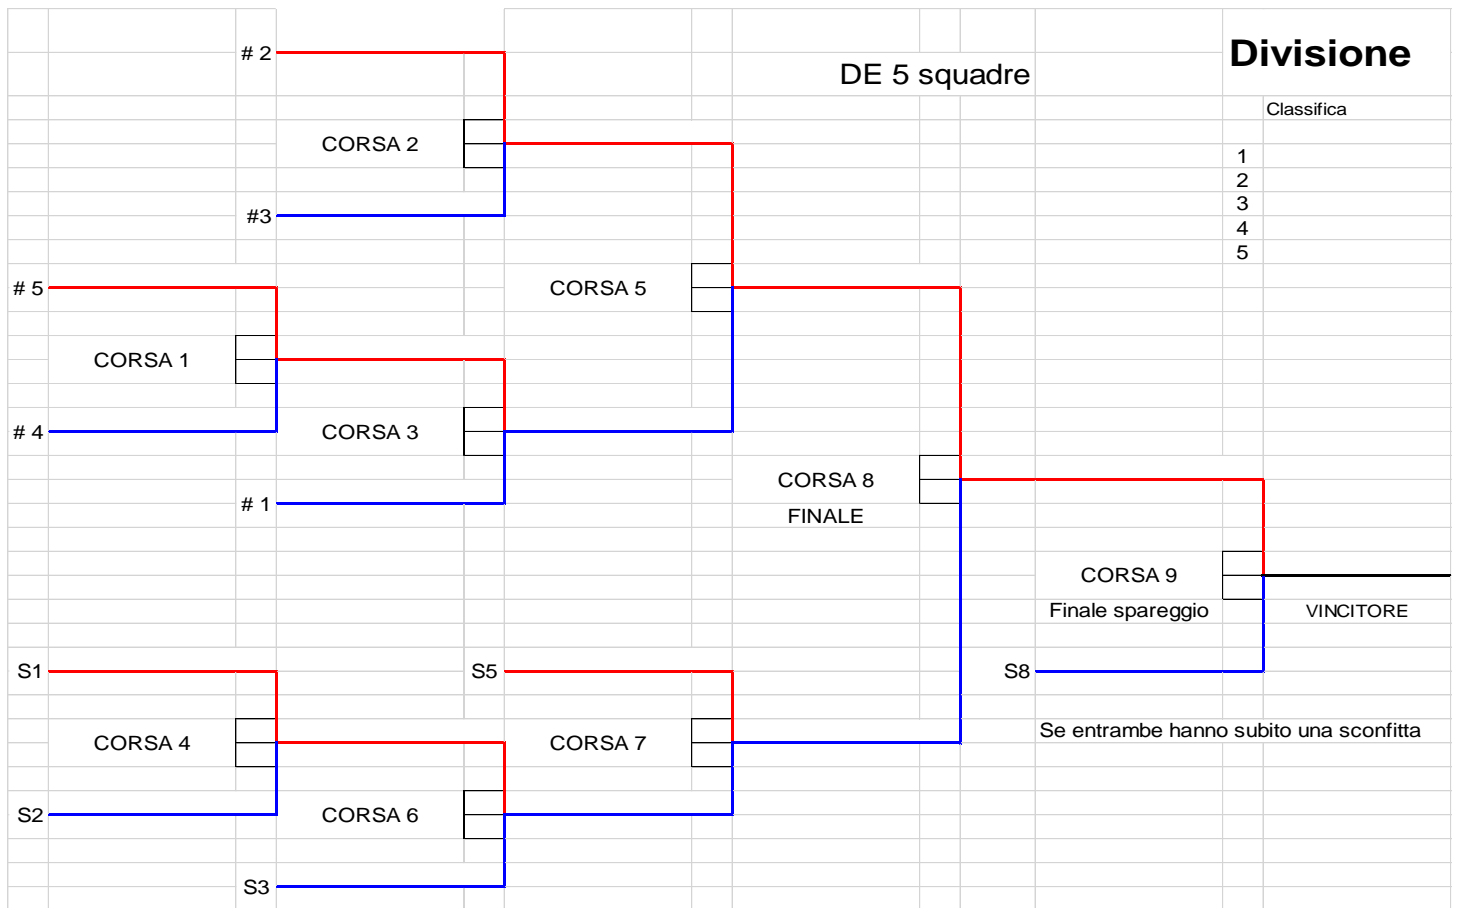 Divisione
# 2
DE 5 squadre
Classifica
CORSA 2
1
2
3
4
5
#3
# 5
CORSA 5
CORSA 1
# 4
CORSA 3
CORSA 8
# 1
FINALE
CORSA 9
Finale spareggio
VINCITORE
S1
S5
S8
Se entrambe hanno subito una sconfitta
CORSA 4
CORSA 7
S2
CORSA 6
S3